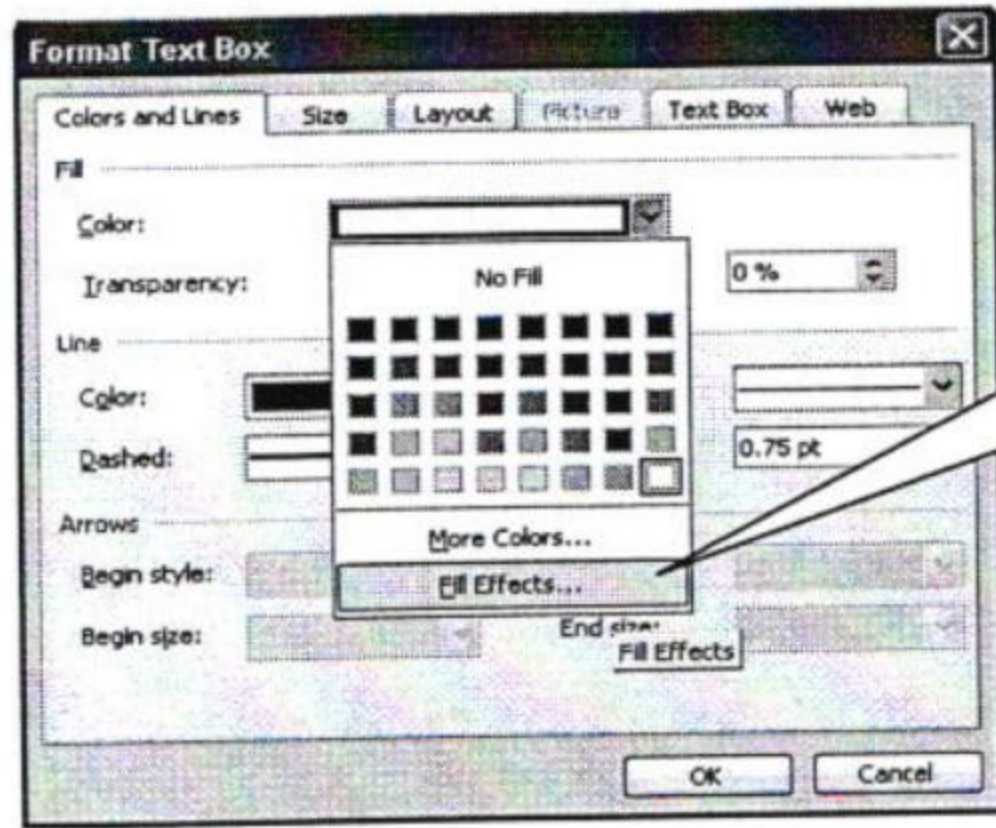 Format Text Box
Colors and Lines Size Layout Picture Text Box Web
Fill
Color:
Transparency: 0 %
No Fill
Line
Color:
Dashed: 0.75 pt
Arrows
More Colors...
Begin style:
Fill Effects...
Begin size: End size:
Fill Effects
OK Cancel